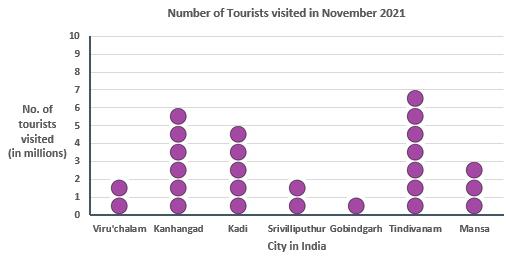 Number of Tourists visited in November 2021
10
9
8
7
6
5
4
3
2
1
0
No. of
tourists
visited
(in millions)
Viru'chalam Kanhangad Kadi Srivilliputhur Gobindgarh Tindivanam Mansa
City in India